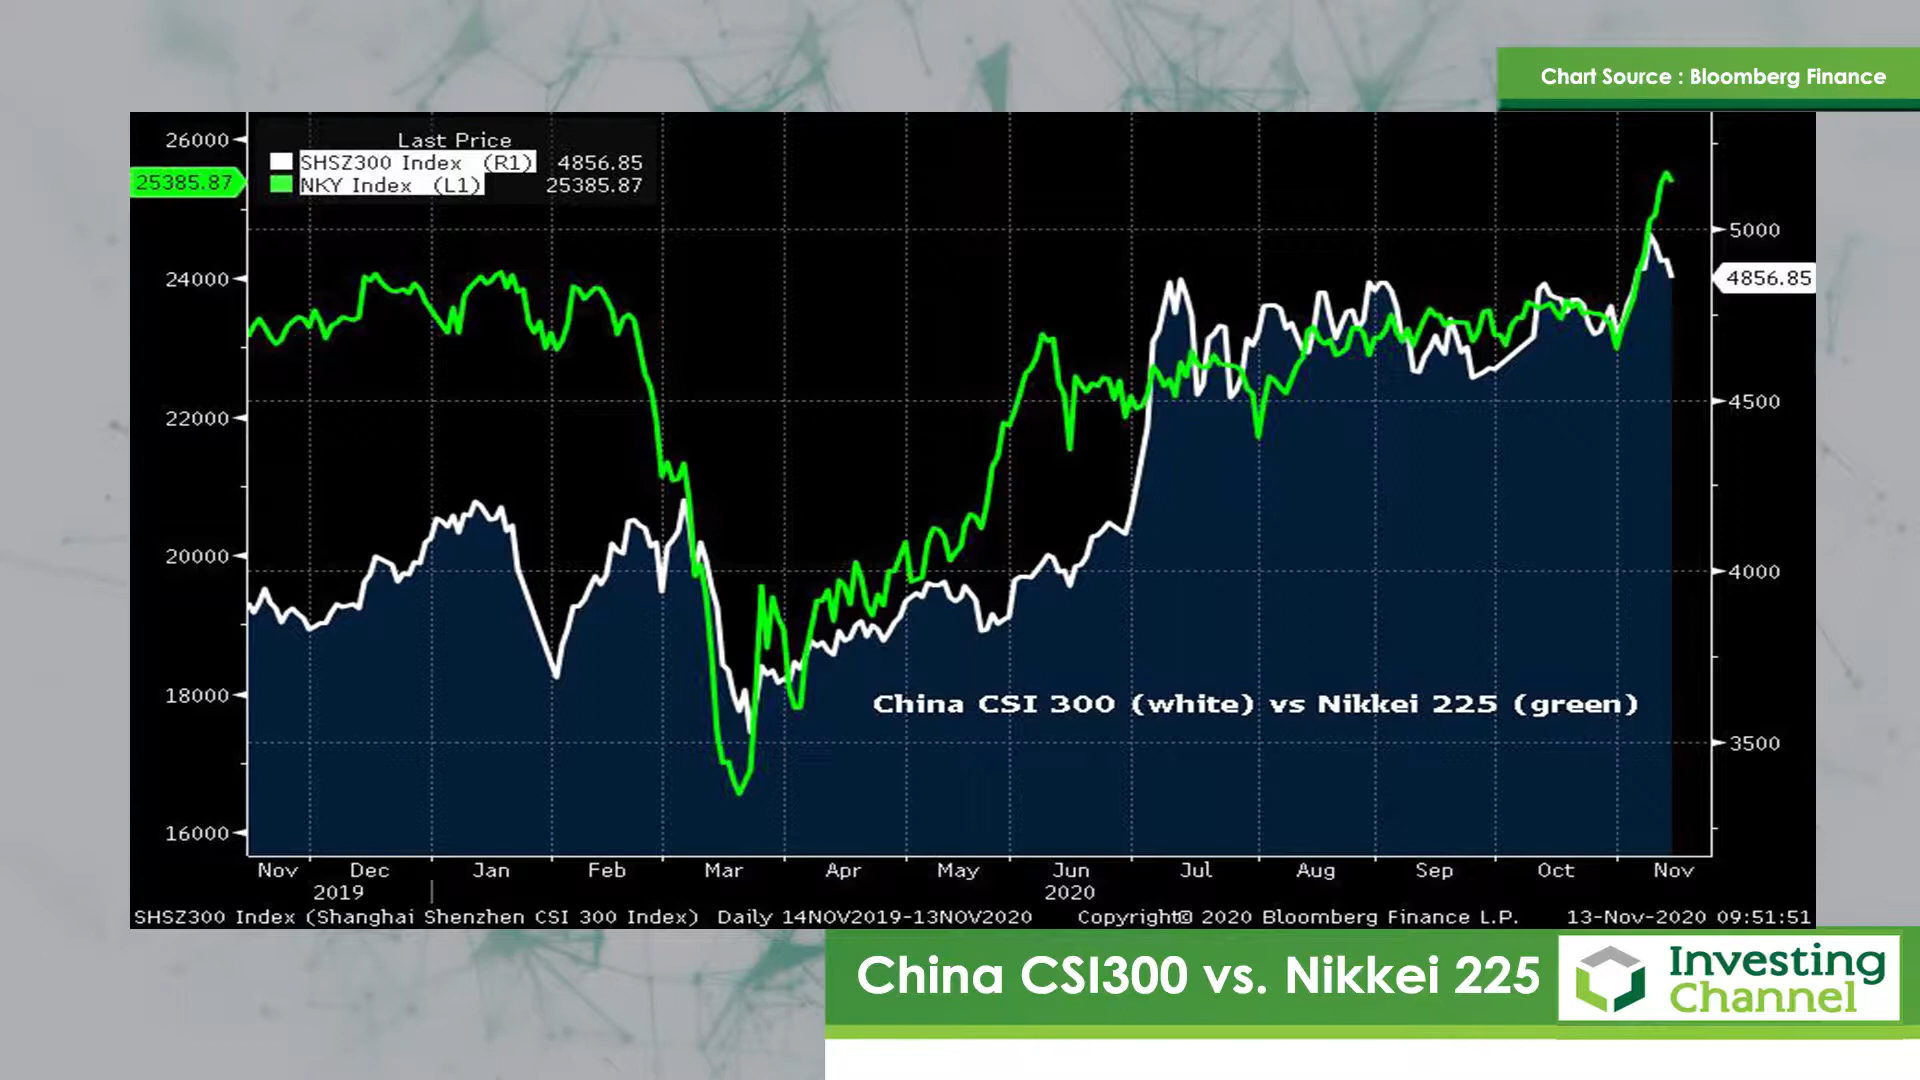 Chart Source : Bloomberg Finance
Last Price
SHSZ300 Index (R1) 4856.85
NKY Index (L1) 25385.87
26000
25385.87
24000
22000
20000
18000
16000
5000
4856.85
4500
4000
3500
China CSI 300 (white) vs Nikkei 225 (green)
Nov Dec Jan Feb Mar Apr May Jun Jul Aug Sep Oct Nov
2019 2020
SHSZ300 Index (Shanghai Shenzhen CSI 300 Index) Daily 14NOV2019-13NOV2020 Copyright© 2020 Bloomberg Finance L.P. 13-Nov-2020 09:51:51
China CSI300 vs. Nikkei 225
Investing
Channel